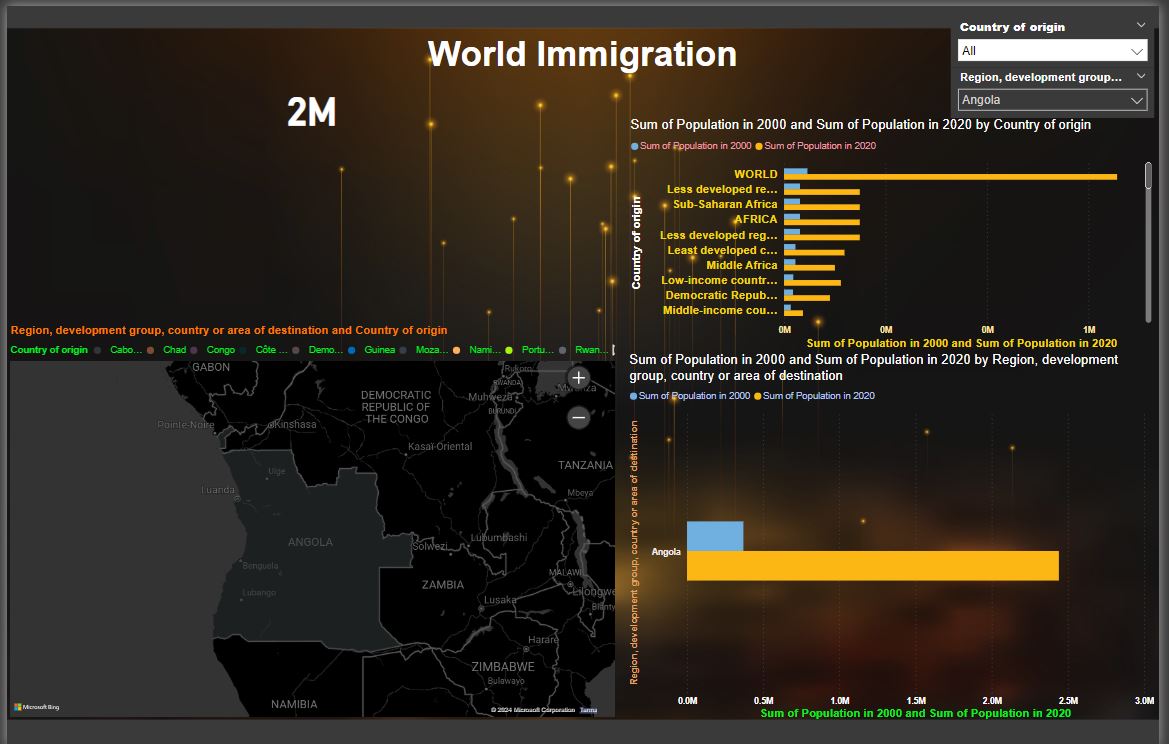 World Immigration
Country of origin
All
Region, development group...
Angola
2M
Sum of Population in 2000 and Sum of Population in 2020 by Country of origin
Sum of Population in 2000 Sum of Population in 2020
Country of origin
WORLD
Less developed re...
Sub-Saharan Africa
AFRICA
Less developed reg...
Least developed c...
Middle Africa
Low-income countr...
Democratic Repub...
Middle-income cou...
0M 0M 0M 1M
Sum of Population in 2000 and Sum of Population in 2020
Region, development group, country or area of destination and Country of origin
Country of origin Cabo... Chad Congo Côte ... Demo... Guinea Moza... Nami... Portu... Rwan...
GABON
Rukoro
RWANDA
Mwanza
Muhweza
BURUNDI
DEMOCRATIC
REPUBLIC OF
THE CONGO
Pointe-Noire
Kinshasa
Kasaï-Oriental
TANZANIA
Uíge
Luanda
Mbeya
ANGOLA
Solwezi
Lubumbashi
Benguela
MALAWI
ZAMBIA
Lilongwe
Lubango
Lusaka
Blanty
Harare
ZIMBABWE
Bulawayo
NAMIBIA
Microsoft Bing
© 2024 Microsoft Corporation Terms
Sum of Population in 2000 and Sum of Population in 2020 by Region, development
group, country or area of destination
Sum of Population in 2000 Sum of Population in 2020
Region, development group, country or area of destination
Angola
0.0M 0.5M 1.0M 1.5M 2.0M 2.5M 3.0M
Sum of Population in 2000 and Sum of Population in 2020